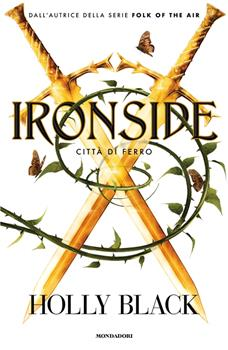 DALL'AUTRICE DELLA SERIE FOLK OF THE AIR
IRONSIDE
CITTÀ DI FERRO
HOLLY BLACK
MONDADORI